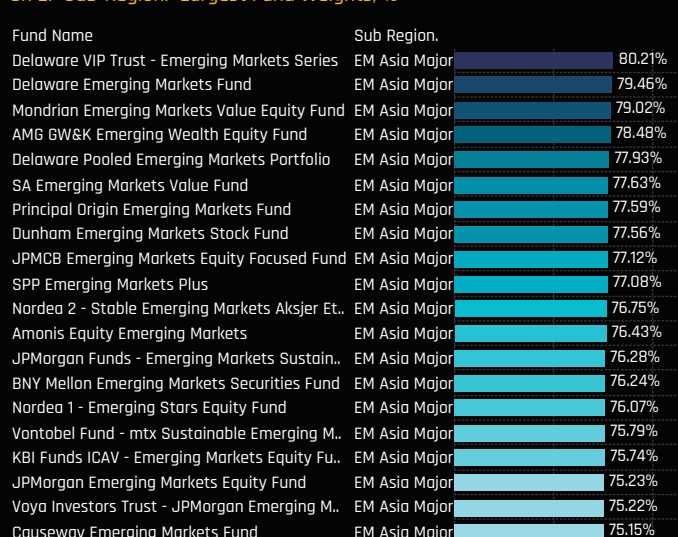 Fund Name Sub Region.
Delaware VIP Trust - Emerging Markets Series EM Asia Major 80.21%
Delaware Emerging Markets Fund EM Asia Major 79.46%
Mondrian Emerging Markets Value Equity Fund EM Asia Major 79.02%
AMG GW&K Emerging Wealth Equity Fund EM Asia Major 78.48%
Delaware Pooled Emerging Markets Portfolio EM Asia Major 77.93%
SA Emerging Markets Value Fund EM Asia Major 77.63%
Principal Origin Emerging Markets Fund EM Asia Major 77.59%
Dunham Emerging Markets Stock Fund EM Asia Major 77.56%
JPMCB Emerging Markets Equity Focused Fund EM Asia Major 77.12%
SPP Emerging Markets Plus EM Asia Major 77.08%
Nordea 2 - Stable Emerging Markets Aksjer Et.. EM Asia Major 76.75%
Amonis Equity Emerging Markets EM Asia Major 76.43%
JPMorgan Funds - Emerging Markets Sustain.. EM Asia Major 76.28%
BNY Mellon Emerging Markets Securities Fund EM Asia Major 76.24%
Nordea 1 - Emerging Stars Equity Fund EM Asia Major 76.07%
Vontobel Fund - mtx Sustainable Emerging M.. EM Asia Major 75.79%
KBI Funds ICAV - Emerging Markets Equity Fu.. EM Asia Major 75.74%
JPMorgan Emerging Markets Equity Fund EM Asia Major 75.23%
Voya Investors Trust - JPMorgan Emerging M.. EM Asia Major 75.22%
Causeway Emerging Markets Fund EM Asia Major 75.15%